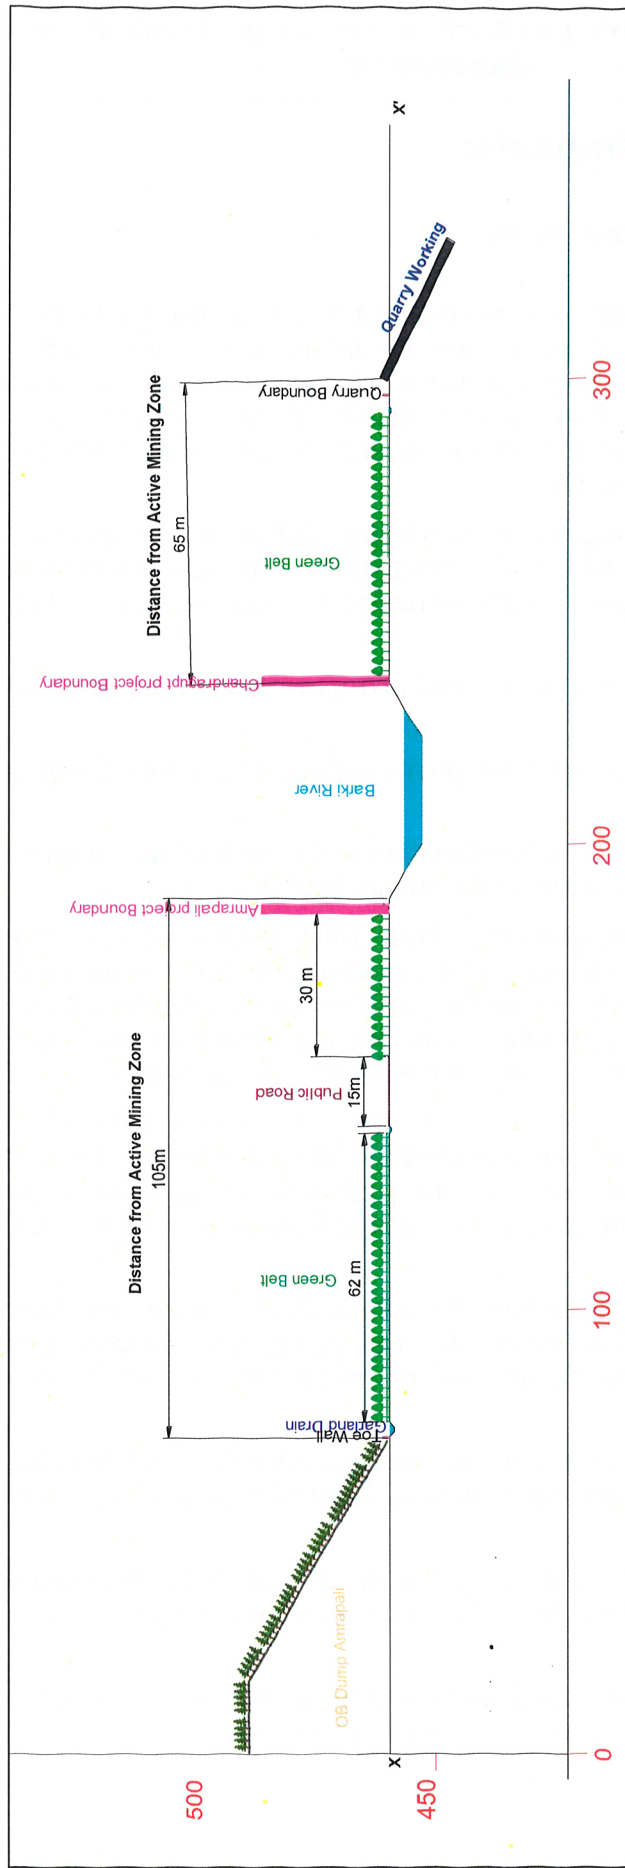 X'
Quarry Working
300
Quarry Boundary
Distance from Active Mining Zone
65 m
Green Belt
Chandragupt project Boundary
Barki River
200
Amrapali project Boundary
30 m
Distance from Active Mining Zone
105m
Public Road
15m
Green Belt
62 m
100
Garland Drain
Toe Wall
OB Dump Amrapali
X
500
450
0